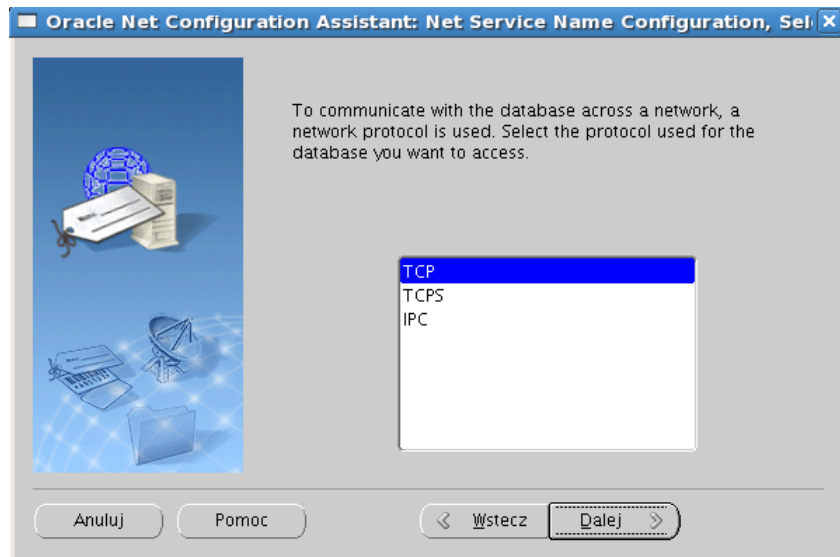 Oracle Net Configuration Assistant: Net Service Name Configuration, Sel
To communicate with the database across a network, a
network protocol is used. Select the protocol used for the
database you want to access.
TCP
TCPS
IPC
Anuluj
Pomoc
Wstecz
Dalej